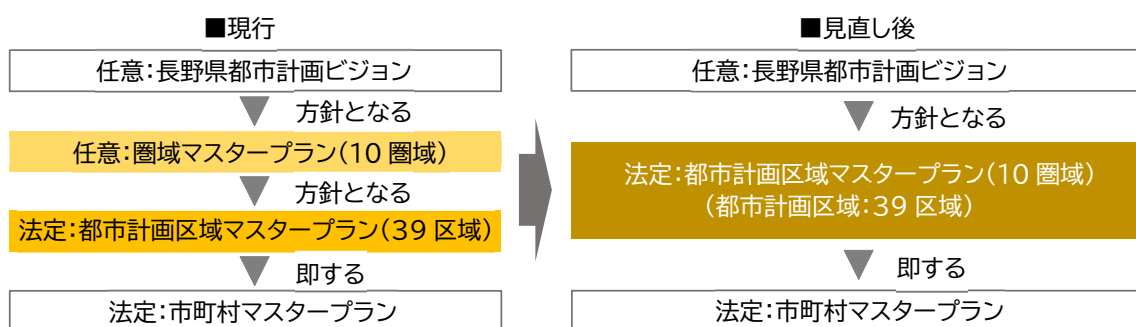 ■現行
任意：長野県都市計画ビジョン
方針となる
任意：圏域マスタープラン(10 圏域)
方針となる
法定：都市計画区域マスタープラン(39 区域)
即する
法定：市町村マスタープラン
■見直し後
任意：長野県都市計画ビジョン
方針となる
法定：都市計画区域マスタープラン(10 圏域)
(都市計画区域：39 区域)
即する
法定：市町村マスタープラン